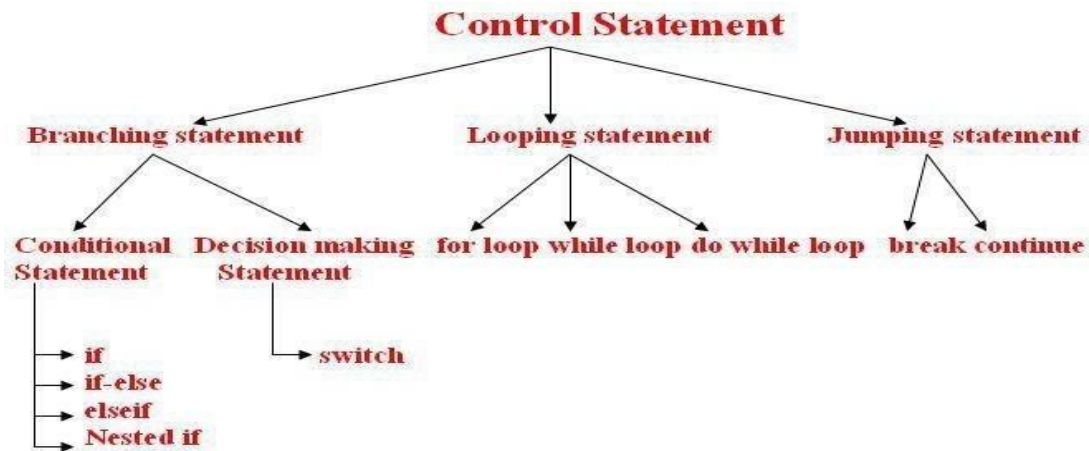 Control Statement
Branching statement
Looping statement
Jumping statement
Conditional
Statement
Decision making
Statement
for loop while loop do while loop
break continue
if
if-else
elseif
Nested if
switch